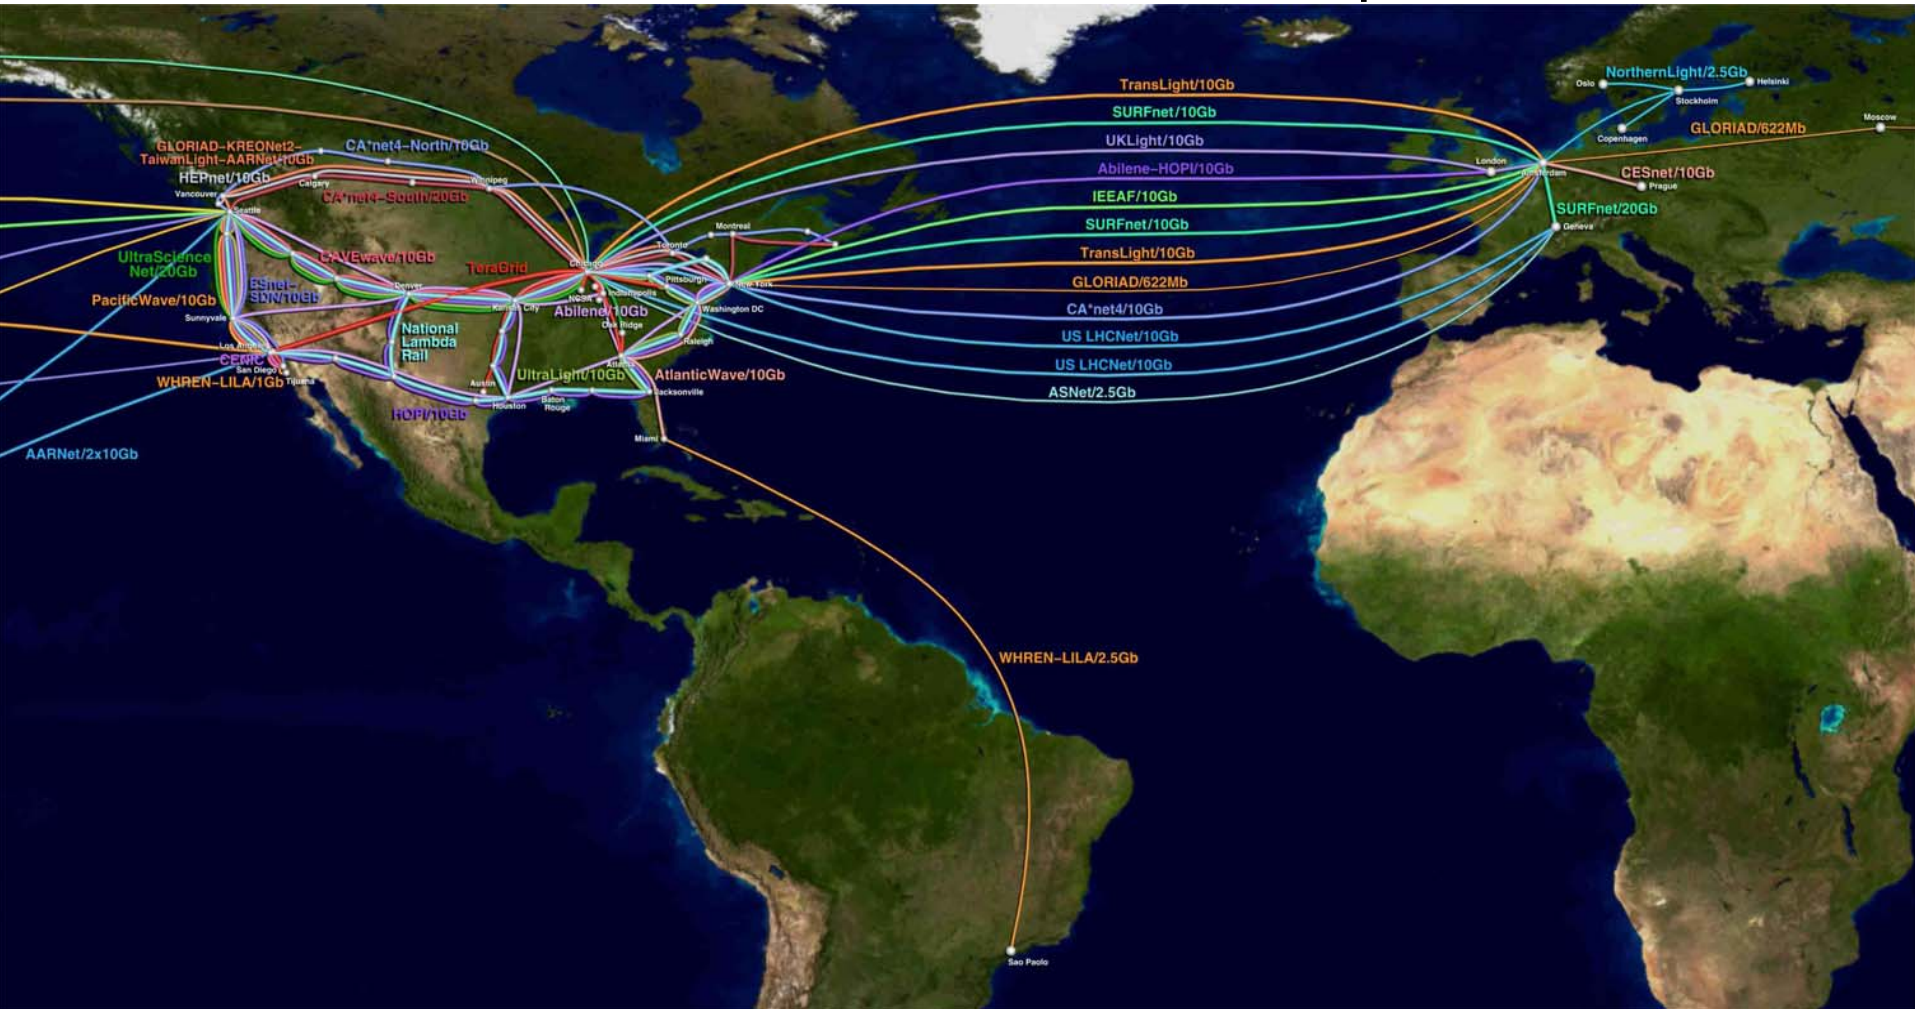 TransLight/10Gb
SURFnet/10Gb
UKLight/10Gb
Abilene-HOPI/10Gb
IEEAF/10Gb
SURFnet/10Gb
TransLight/10Gb
GLORIAD/622Mb
CA*net4/10Gb
US LHCNet/10Gb
US LHCNet/10Gb
ASNet/2.5Gb
NorthernLight/2.5Gb
Oslo
Helsinki
Stockholm
Copenhagen
Moscow
GLORIAD/622Mb
London
Amsterdam
CESnet/10Gb
Prague
SURFnet/20Gb
Geneva
GLORIAD-KREONet2-
TaiwanLight-AARNet/10Gb
CA*net4-North/10Gb
HEPnet/10Gb
Vancouver
Calgary
Winnipeg
CA*net4-South/20Gb
Seattle
Montreal
Toronto
UltraScience
Net/20Gb
CAVEwave/10Gb
TeraGrid
Chicago
ESnet-
SDN/10Gb
Denver
Pittsburgh
New York
PacificWave/10Gb
Sunnyvale
Kansas City
NCSA
Indianapolis
Abilene/10Gb
Washington DC
National
Lambda
Rail
Oak Ridge
Raleigh
Los Angeles
CENIC
San Diego
Tijuana
WHREN-LILA/1Gb
Atlanta
UltraLight/10Gb
AtlanticWave/10Gb
Austin
Houston
Baton
Rouge
Jacksonville
HOPI/10Gb
Miami
AARNet/2x10Gb
WHREN-LILA/2.5Gb
Sao Paolo